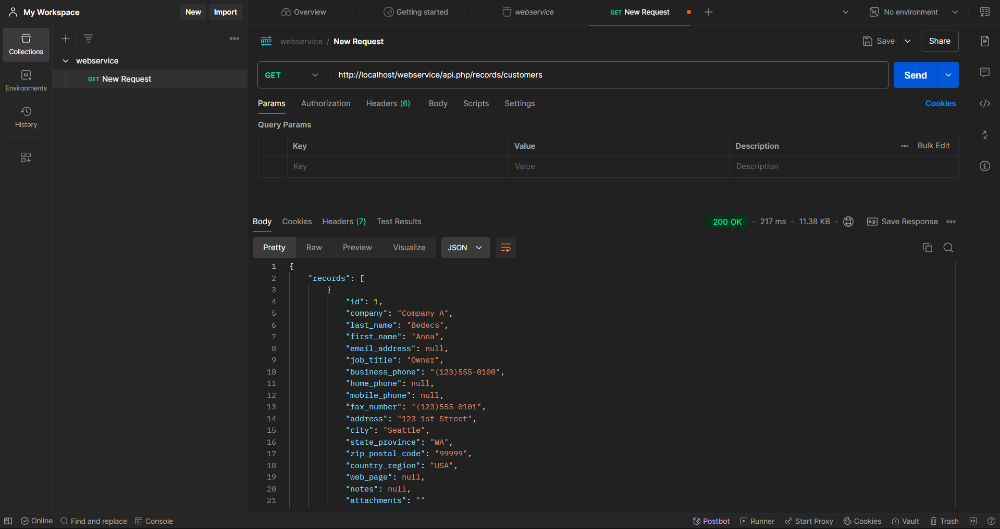 My Workspace
New
Import
Overview
Getting started
webservice
GET New Request
No environment
Collections
webservice
GET New Request
Environments
History
HTTP
webservice / New Request
Save
Share
GET
http://localhost/webservice/api.php/records/customers
Send
Params
Authorization
Headers (6)
Body
Scripts
Settings
Cookies
Query Params
Key
Value
Description
Bulk Edit
Key
Value
Description
Body
Cookies
Headers (7)
Test Results
200 OK
217 ms
11.38 KB
e.g.
Save Response
Pretty
Raw
Preview
Visualize
JSON
1 {
2 "records": [
3 {
4 "id": 1,
5 "company": "Company A",
6 "last_name": "Bedecs",
7 "first_name": "Anna",
8 "email_address": null,
9 "job_title": "Owner",
10 "business_phone": "(123)555-0100",
11 "home_phone": null,
12 "mobile_phone": null,
13 "fax_number": "(123)555-0101",
14 "address": "123 1st Street",
15 "city": "Seattle",
16 "state_province": "WA",
17 "zip_postal_code": "99999",
18 "country_region": "USA",
19 "web_page": null,
20 "notes": null,
21 "attachments": ""
Online
Find and replace
Console
Postbot
Runner
Start Proxy
Cookies
Vault
Trash